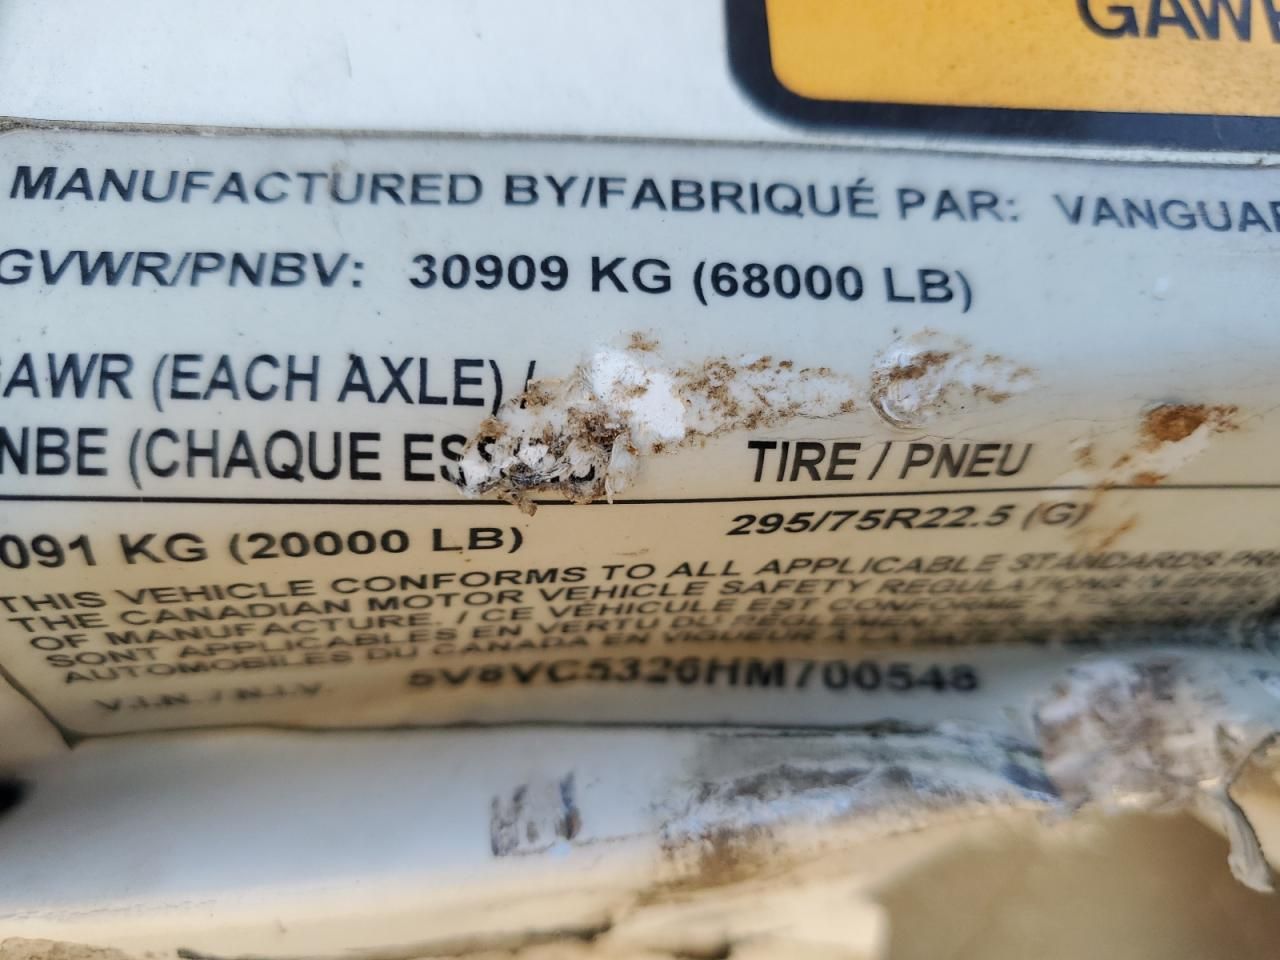 GAW
MANUFACTURED BY/FABRIQUÉ PAR: VANGUAR
GVWR/PNBV: 30909 KG (68000 LB)
GAWR (EACH AXLE) /
NBE (CHAQUE ESS
TIRE / PNEU
091 KG (20000 LB)
295/75R22.5 (G)
THIS VEHICLE CONFORMS TO ALL APPLICABLE STANDARDS PR
THE CANADIAN MOTOR VEHICLE SAFETY REGULATIONS
OF MANUFACTURE. / CE VÉHICULE EST CONFORME À
SONT APPLICABLES EN VERTU DU RÈGLEMENT
AUTOMOBILES DU CANADA EN VIGUEUR À LA
V.I.N. / N.I.V. 5V8VC5326HM700548